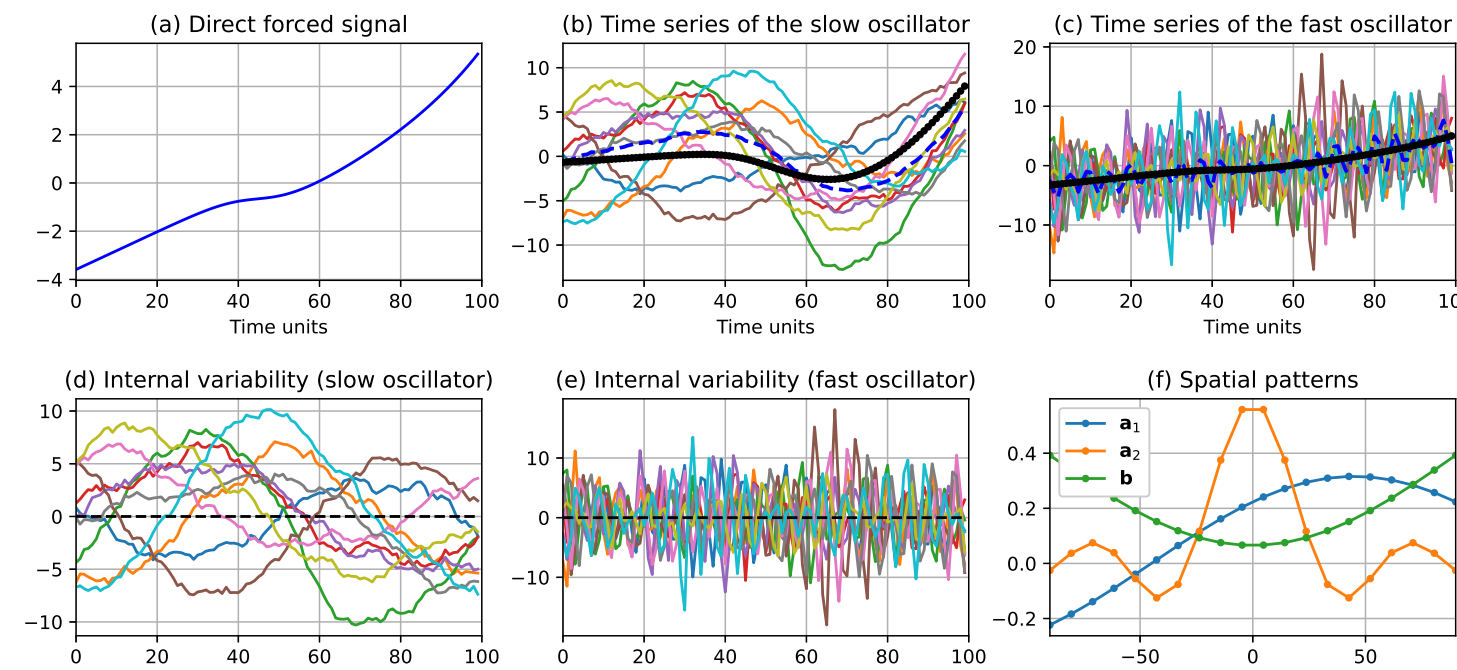 (a) Direct forced signal
4
2
0
−2
−4
0 20 40 60 80 100
Time units
(b) Time series of the slow oscillator
10
5
0
−5
−10
0 20 40 60 80 100
Time units
(c) Time series of the fast oscillator
20
10
0
−10
0 20 40 60 80 10
Time units
(d) Internal variability (slow oscillator)
10
5
0
−5
−10
0 20 40 60 80 100
(e) Internal variability (fast oscillator)
10
0
−10
0 20 40 60 80 100
(f) Spatial patterns
a₁
a₂
b
0.4
0.2
0.0
−0.2
−50 0 50